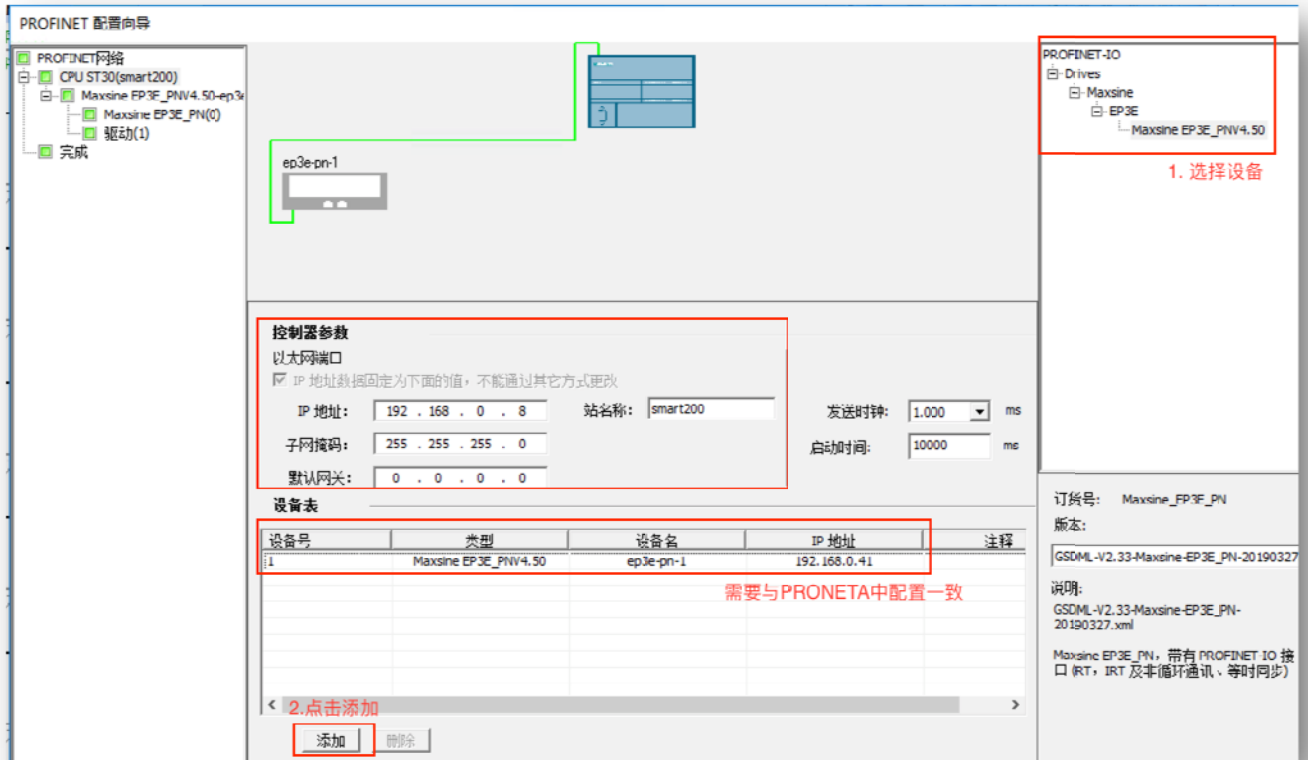 PROFINET 配置向导
PROFINET网络
CPU ST30(smart200)
Maxsine EP3E_PNV4.50-ep3e
Maxsine EP3E_PN(0)
驱动(1)
完成
ep3e-pn-1
PROFINET-IO
Drives
Maxsine
EP3E
Maxsine EP3E_PNV4.50
1. 选择设备
控制器参数
以太网端口
IP 地址数据固定为下面的值，不能通过其它方式更改
IP 地址： 192 . 168 . 0 . 8 站名称： smart200 发送时钟: 1.000 ms
子网掩码： 255 . 255 . 255 . 0 启动时间: 10000 ms
默认网关： 0 . 0 . 0 . 0
设备表
设备号 类型 设备名 IP 地址 注释
1 Maxsine EP3E_PNV4.50 ep3e-pn-1 192.168.0.41
需要与PRONETA中配置一致
2.点击添加
添加 删除
订货号: Maxsine_EP3E_PN
版本:
GSDML-V2.33-Maxsine-EP3E_PN-20190327
说明:
GSDML-V2.33-Maxsine-EP3E_PN-
20190327.xml
Maxsine EP3E_PN，带有 PROFINET IO 接
口 (RT，IRT 及非循环通讯、等时同步)